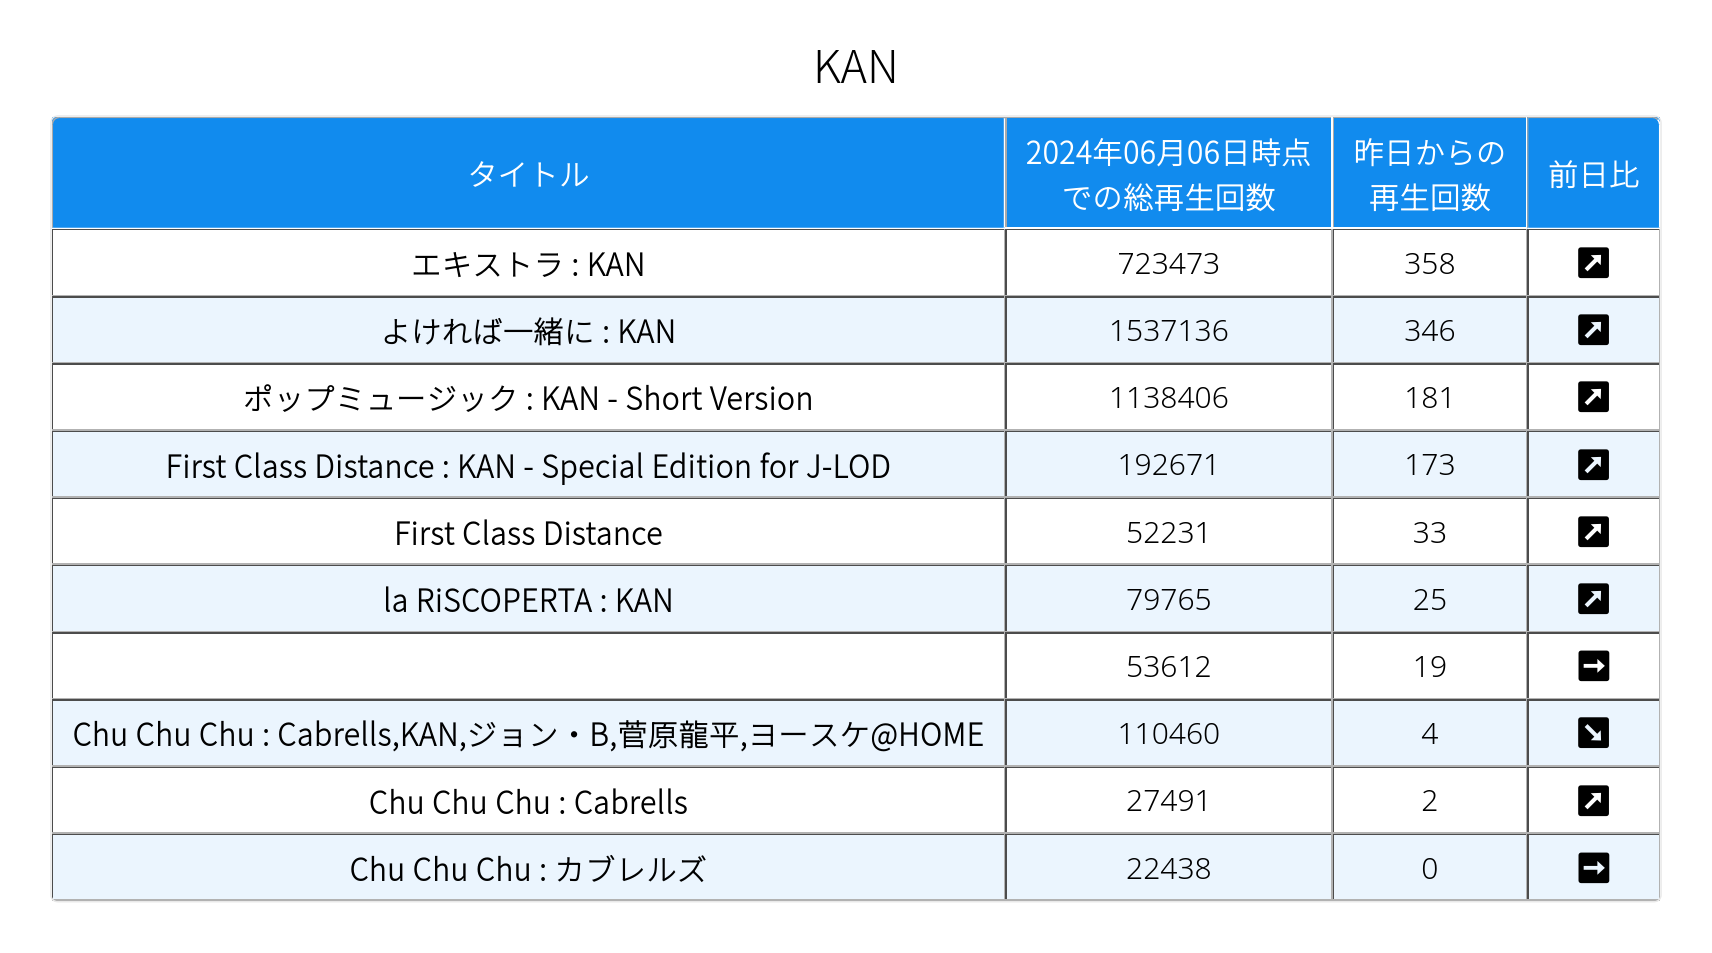 KAN
タイトル
2024年06月06日時点
での総再生回数
昨日からの
再生回数
前日比
エキストラ : KAN 723473 358
よければ一緒に : KAN 1537136 346
ポップミュージック : KAN - Short Version 1138406 181
First Class Distance : KAN - Special Edition for J-LOD 192671 173
First Class Distance 52231 33
la RiSCOPERTA : KAN 79765 25
53612 19
Chu Chu Chu : Cabrells,KAN,ジョン・B,菅原龍平,ヨースケ@HOME 110460 4
Chu Chu Chu : Cabrells 27491 2
Chu Chu Chu : カブレルズ 22438 0